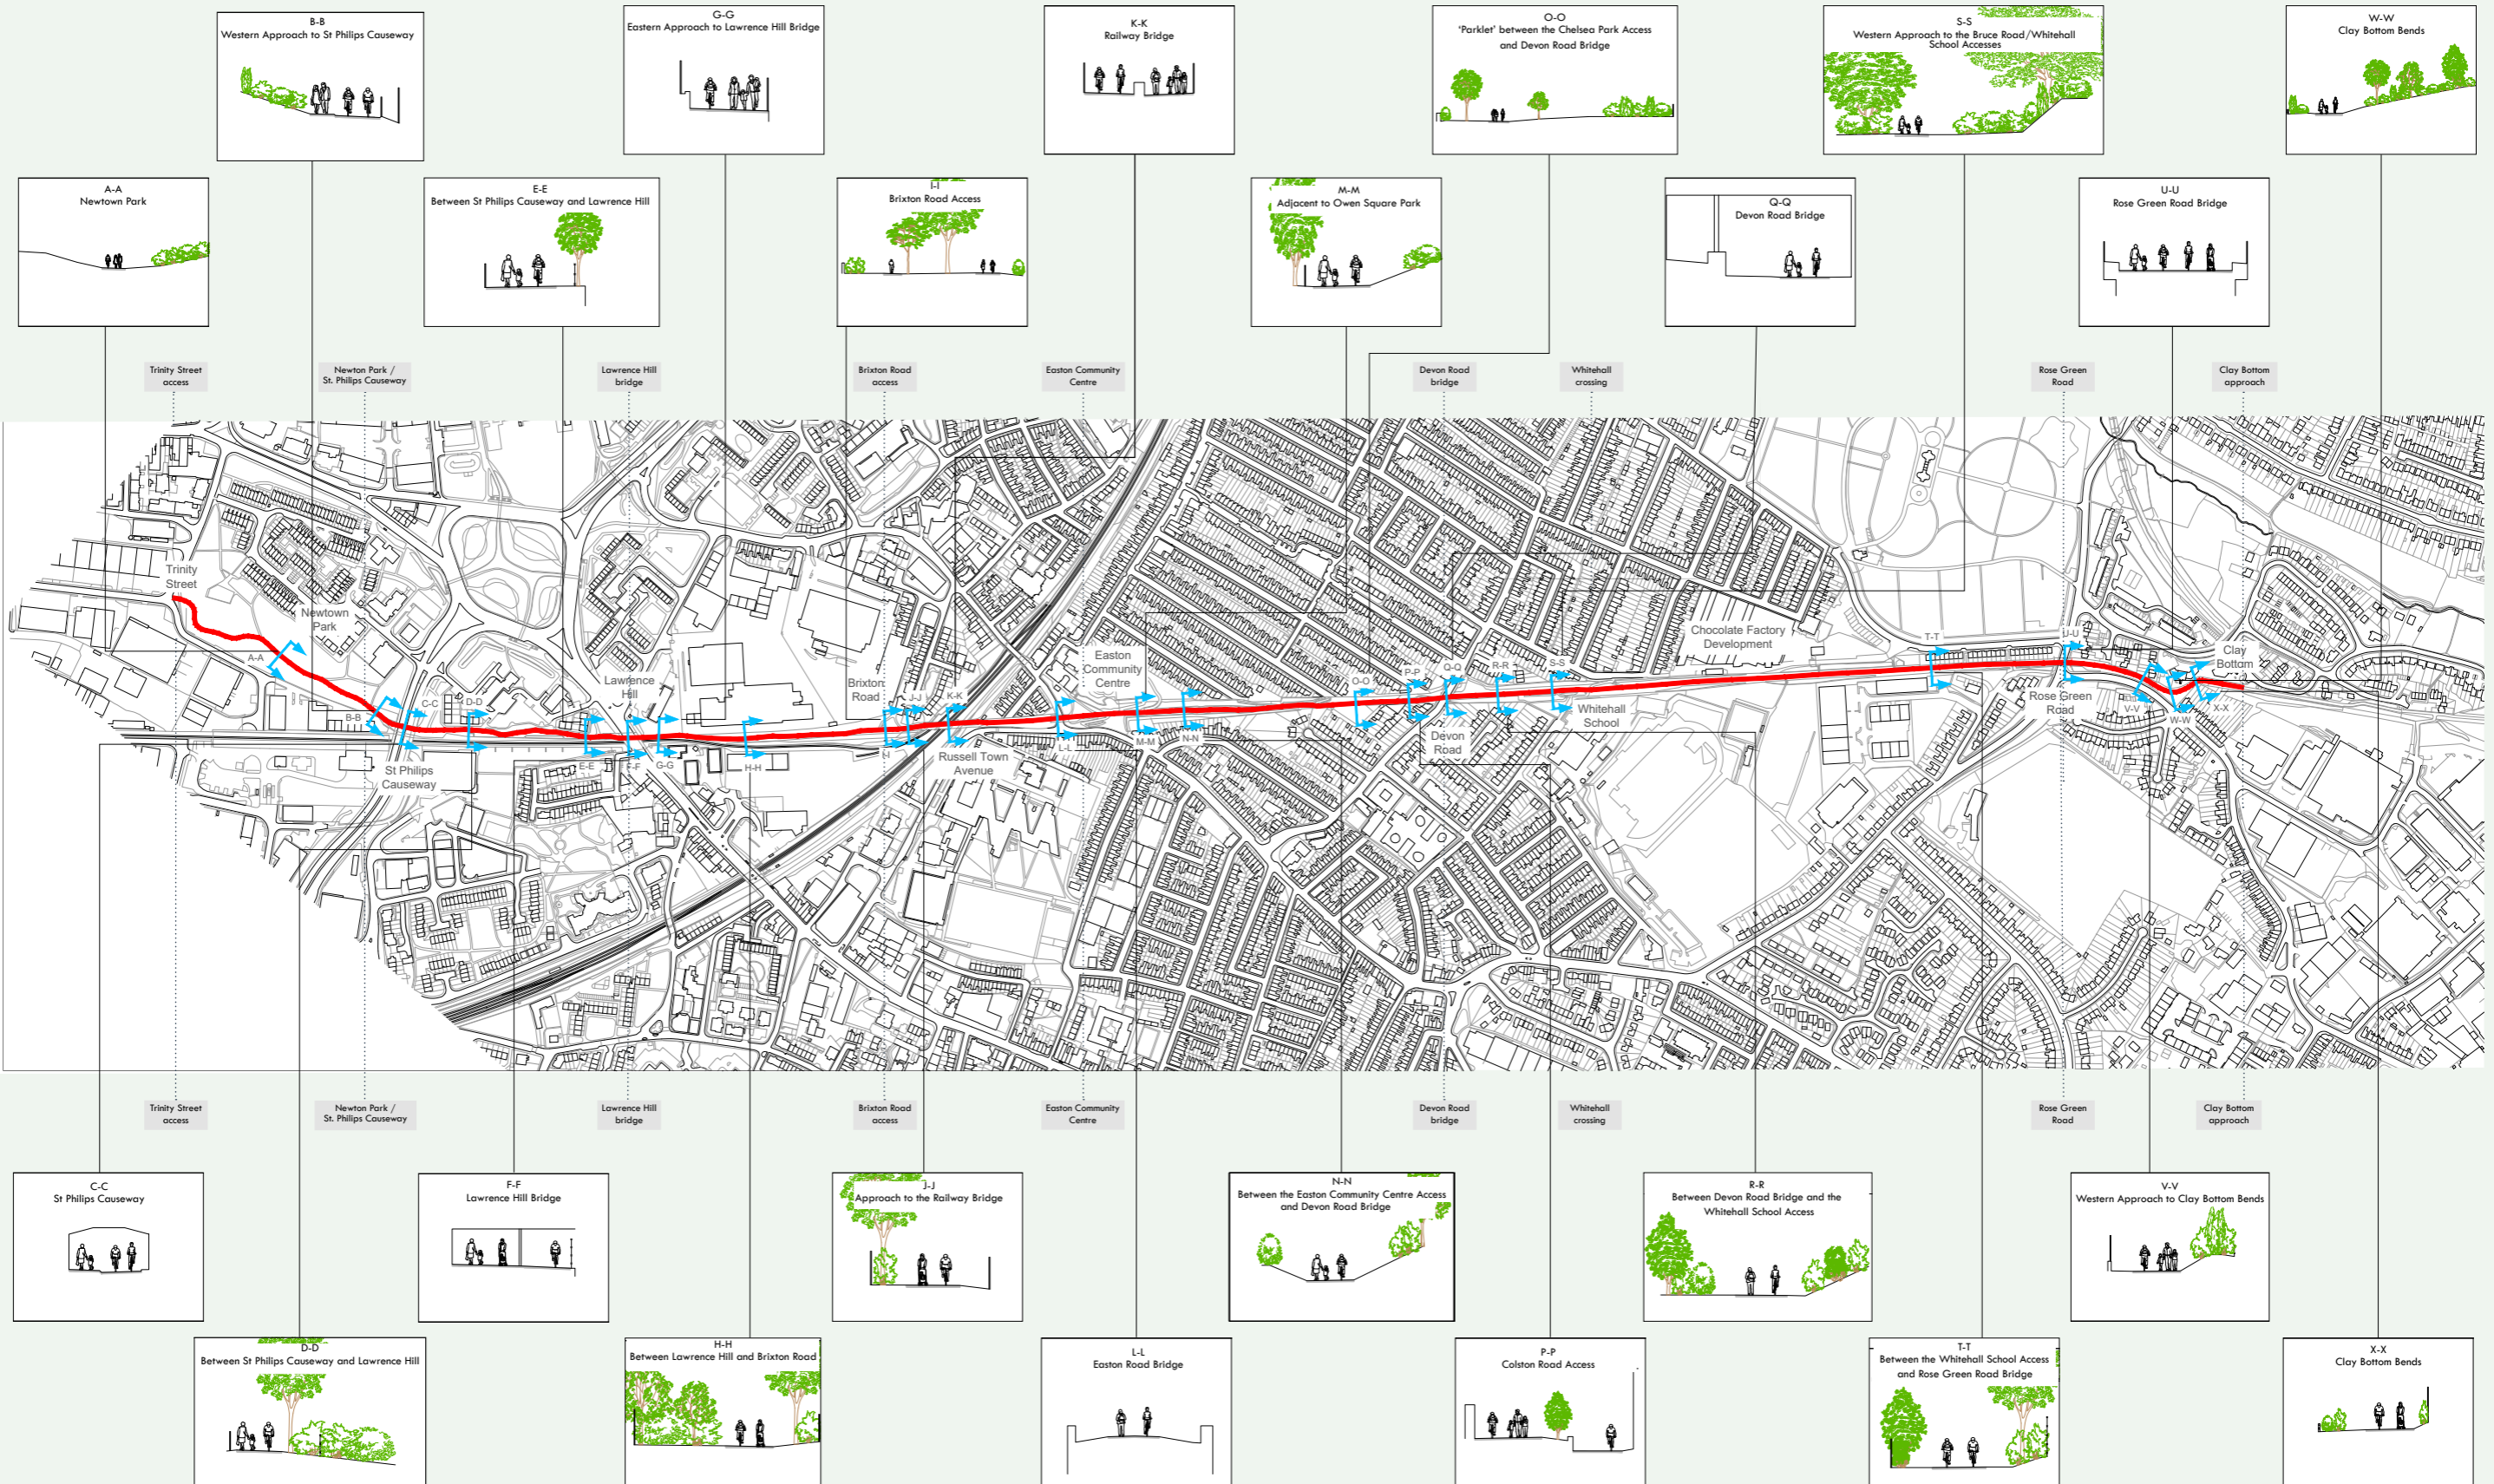 B-B
Western Approach to St Philips Causeway
G-G
Eastern Approach to Lawrence Hill Bridge
K-K
Railway Bridge
O-O
'Parklet' between the Chelsea Park Access
and Devon Road Bridge
S-S
Western Approach to the Bruce Road/Whitehall
School Accesses
W-W
Clay Bottom Bends
A-A
Newtown Park
E-E
Between St Philips Causeway and Lawrence Hill
I-I
Brixton Road Access
M-M
Adjacent to Owen Square Park
Q-Q
Devon Road Bridge
U-U
Rose Green Road Bridge
Trinity Street
access
Newton Park /
St. Philips Causeway
Lawrence Hill
bridge
Brixton Road
access
Easton Community
Centre
Devon Road
bridge
Whitehall
crossing
Rose Green
Road
Clay Bottom
approach
Trinity
Street
Newtown
Park
A-A
B-B
C-C
D-D
St Philips
Causeway
E-E
F-F
G-G
Lawrence
Hill
H-H
Brixton
Road
I-I
J-J
K-K
Russell Town
Avenue
L-L
Easton
Community
Centre
M-M
N-N
O-O
P-P
Q-Q
Devon
Road
R-R
S-S
Whitehall
School
Chocolate Factory
Development
T-T
U-U
Rose Green
Road
V-V
W-W
X-X
Clay
Bottom
Trinity Street
access
Newton Park /
St. Philips Causeway
Lawrence Hill
bridge
Brixton Road
access
Easton Community
Centre
Devon Road
bridge
Whitehall
crossing
Rose Green
Road
Clay Bottom
approach
C-C
St Philips Causeway
F-F
Lawrence Hill Bridge
J-J
Approach to the Railway Bridge
N-N
Between the Easton Community Centre Access
and Devon Road Bridge
R-R
Between Devon Road Bridge and the
Whitehall School Access
V-V
Western Approach to Clay Bottom Bends
D-D
Between St Philips Causeway and Lawrence Hill
H-H
Between Lawrence Hill and Brixton Road
L-L
Easton Road Bridge
P-P
Colston Road Access
T-T
Between the Whitehall School Access
and Rose Green Road Bridge
X-X
Clay Bottom Bends